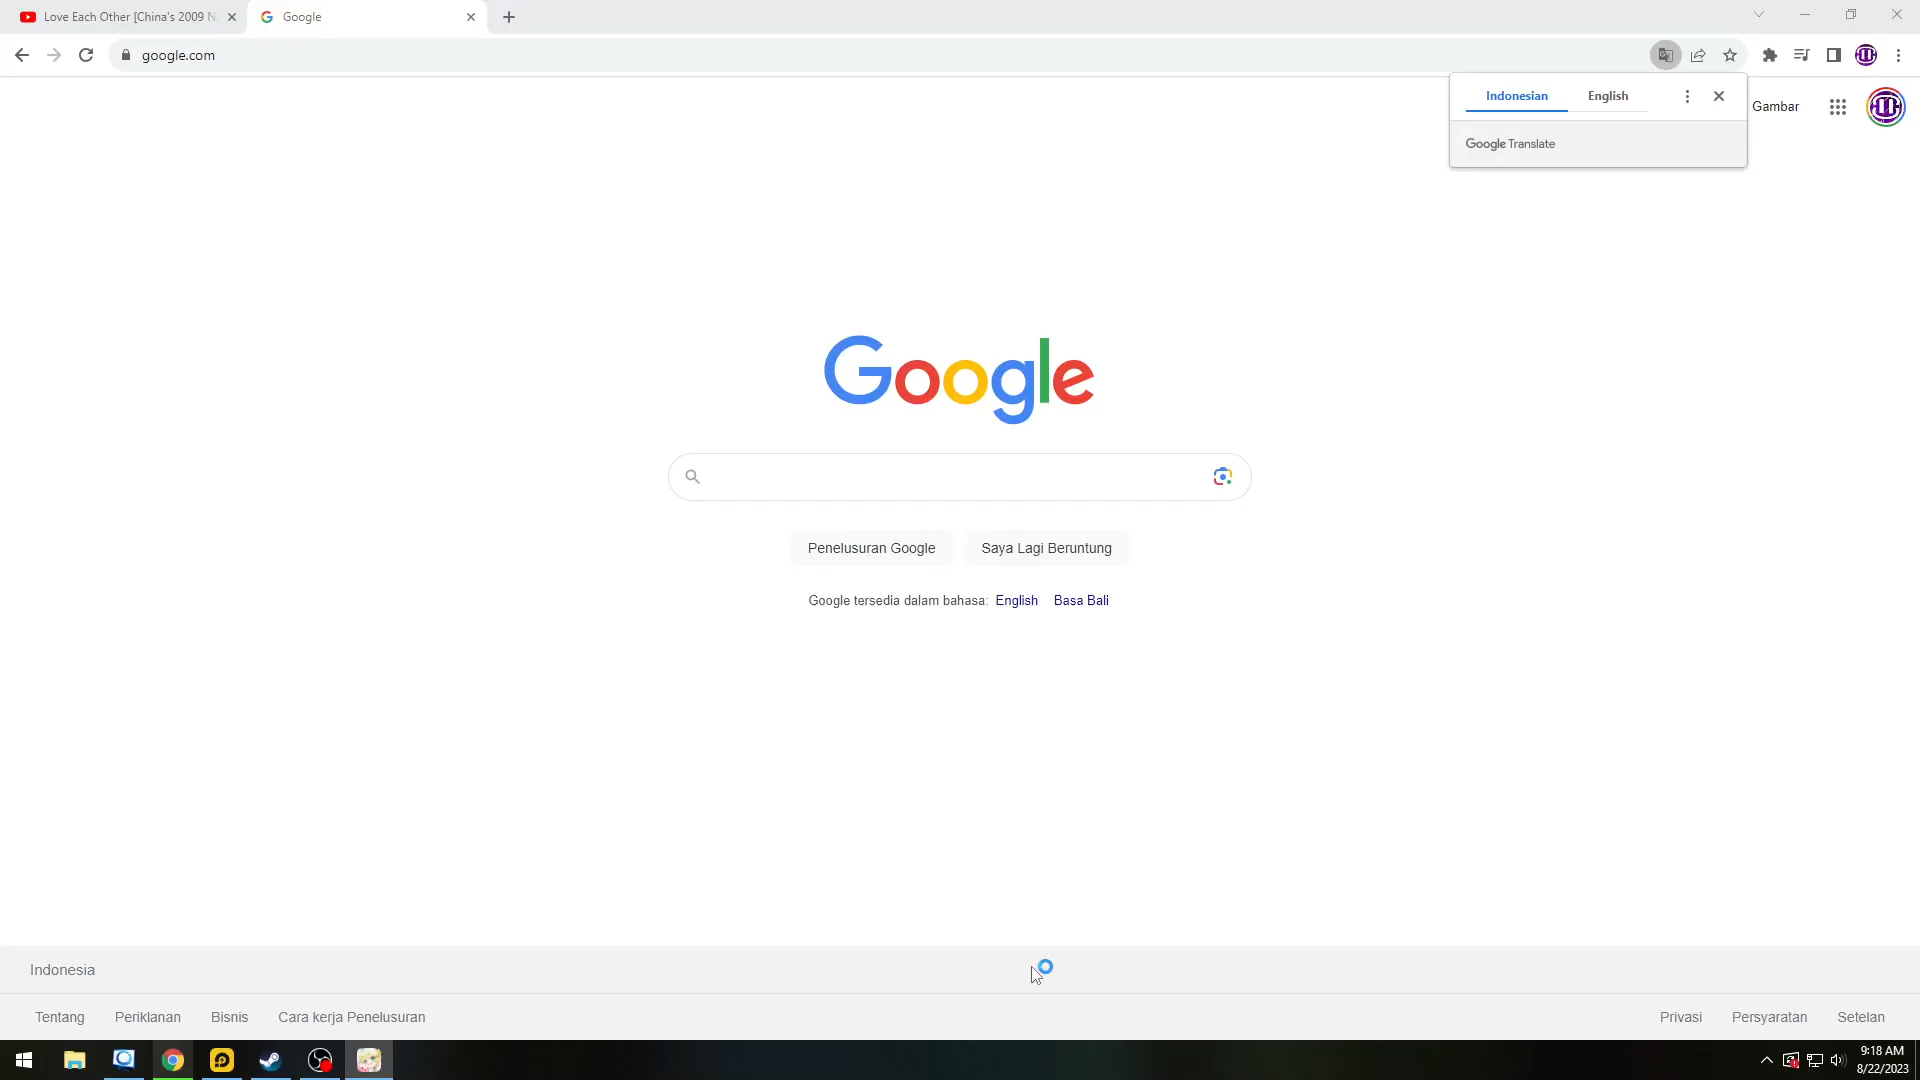 Love Each Other [China's 2009 N
Google
google.com
Indonesian English
Google Translate
Gambar
Google
Penelusuran Google Saya Lagi Beruntung
Google tersedia dalam bahasa: English Basa Bali
Indonesia
Tentang Periklanan Bisnis Cara kerja Penelusuran Privasi Persyaratan Setelan
9:18 AM
8/22/2023